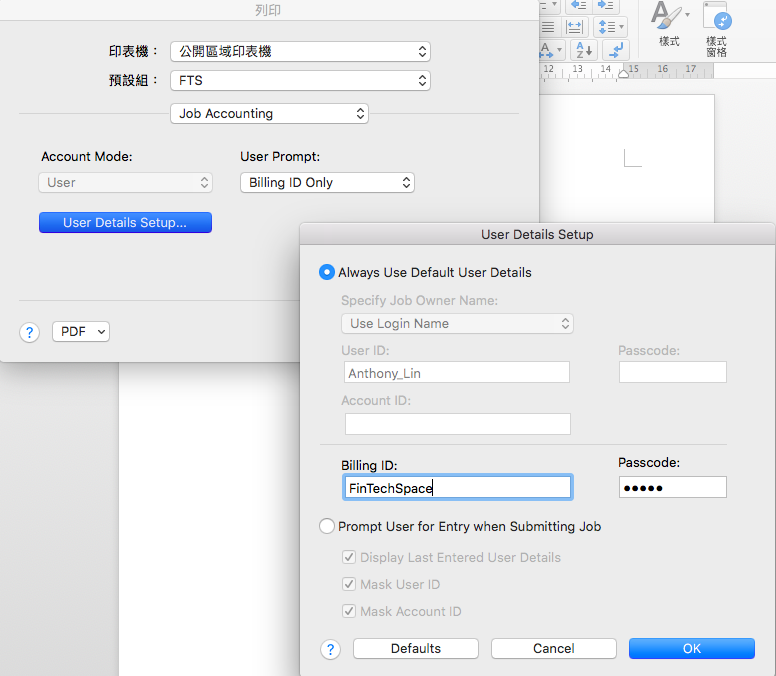 列印
印表機： 公開區域印表機
預設組： FTS
Job Accounting
Account Mode: User Prompt:
User Billing ID Only
User Details Setup...
? PDF
12 13 14 15 16 17
樣式
樣式
窗格
User Details Setup
Always Use Default User Details
Specify Job Owner Name:
Use Login Name
User ID: Passcode:
Anthony_Lin
Account ID:
Billing ID: Passcode:
FinTechSpace ●●●●●
Prompt User for Entry when Submitting Job
Display Last Entered User Details
Mask User ID
Mask Account ID
? Defaults Cancel OK